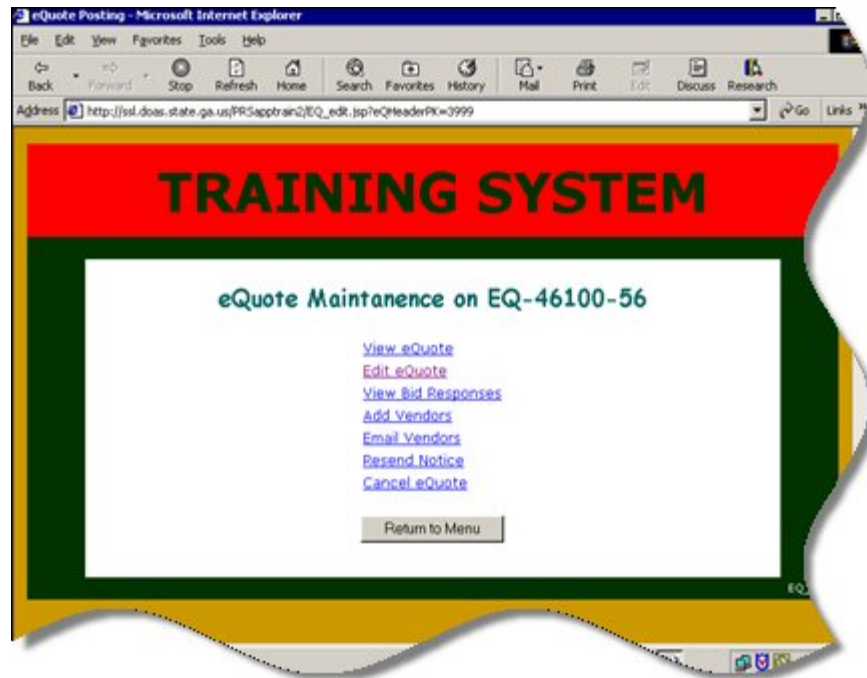 eQuote Posting - Microsoft Internet Explorer
File Edit View Favorites Tools Help
Back Forward Stop Refresh Home Search Favorites History Mail Print Edit Discuss Research
Address http://ssl.doas.state.ga.us/PRSapptrain2/EQ_edit.jsp?eQHeaderPK=3999 Go Links
TRAINING SYSTEM
eQuote Maintanence on EQ-46100-56
View eQuote
Edit eQuote
View Bid Responses
Add Vendors
Email Vendors
Resend Notice
Cancel eQuote
Return to Menu